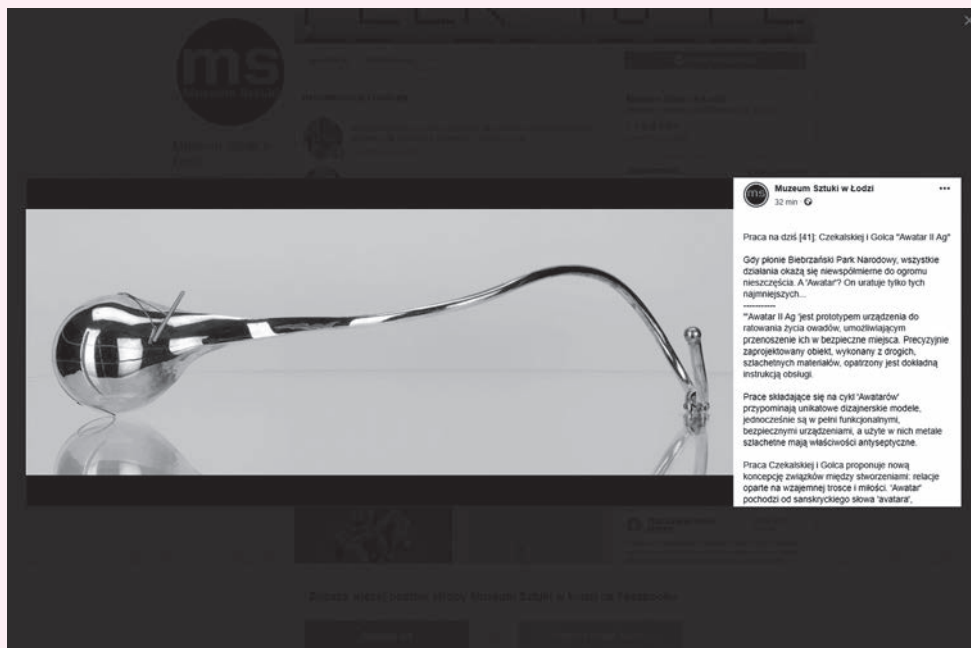 ms
Muzeum Sztuki
ms
Muzeum Sztuki w Łodzi
32 min
Praca na dziś [41]: Czekalskiej i Golca "Awatar II Ag"
Gdy płonie Biebrzański Park Narodowy, wszystkie
działania okażą się niewspółmierne do ogromu
nieszczęścia. A 'Awatar'? On uratuje tylko tych
najmniejszych...
-----------
"'Awatar II Ag 'jest prototypem urządzenia do
ratowania życia owadów, umożliwiającym
przenoszenie ich w bezpieczne miejsca. Precyzyjnie
zaprojektowany obiekt, wykonany z drogich,
szlachetnych materiałów, opatrzony jest dokładną
instrukcją obsługi.
Prace składające się na cykl 'Awatarów'
przypominają unikatowe dizajnerskie modele,
jednocześnie są w pełni funkcjonalnymi,
bezpiecznymi urządzeniami, a użyte w nich metale
szlachetne mają właściwości antyseptyczne.
Praca Czekalskiej i Golca proponuje nową
koncepcję związków między stworzeniami: relacje
oparte na wzajemnej trosce i miłości. 'Awatar'
pochodzi od sanskryckiego słowa 'avatara',